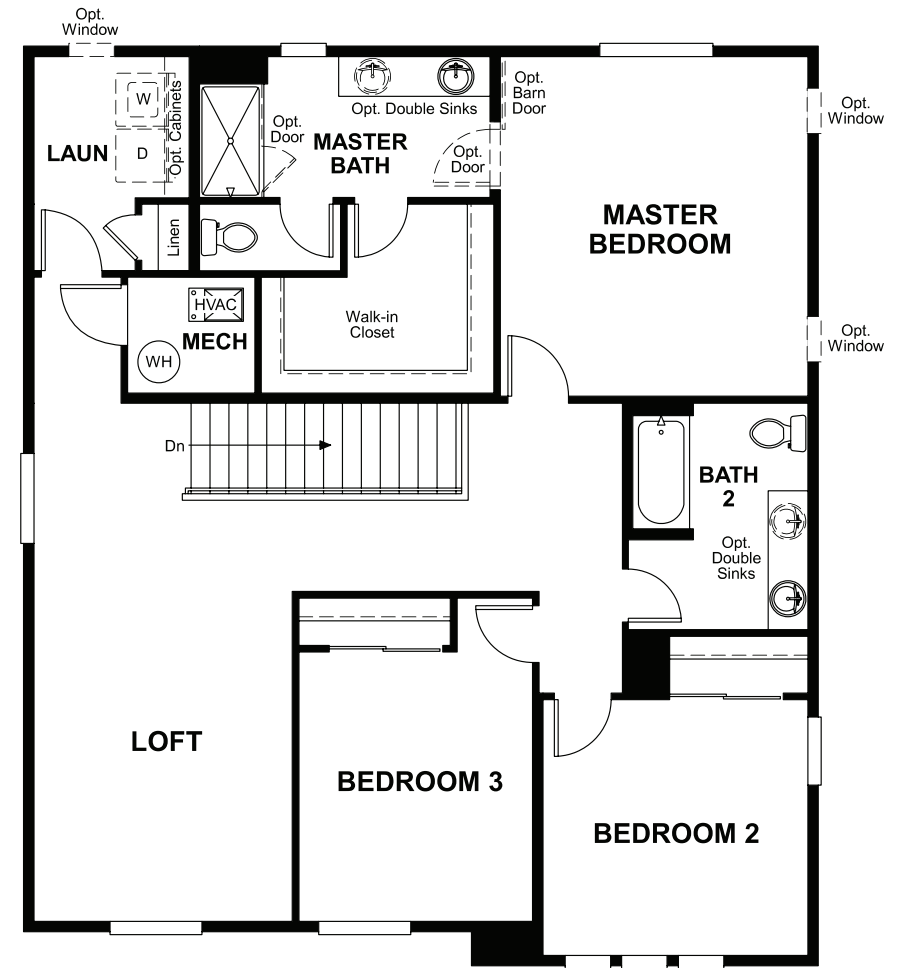 Opt.
Window
W
D
Opt. Cabinets
LAUN
Opt.
Door
Opt. Double Sinks
MASTER
BATH
Opt.
Door
Opt.
Barn
Door
Opt.
Window
Linen
MASTER
BEDROOM
HVAC
MECH
WH
Walk-in
Closet
Opt.
Window
Dn
BATH
2
Opt.
Double
Sinks
LOFT
BEDROOM 3
BEDROOM 2